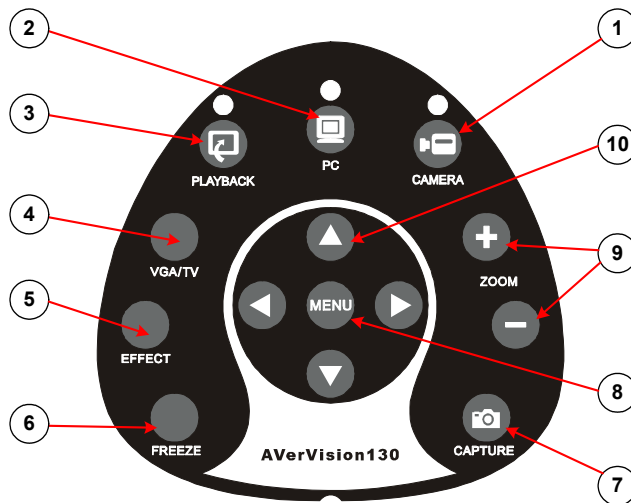 2
1
3
10
PC
PLAYBACK
CAMERA
4
VGA/TV
ZOOM
9
5
MENU
EFFECT
8
6
FREEZE
AVerVision130
CAPTURE
7